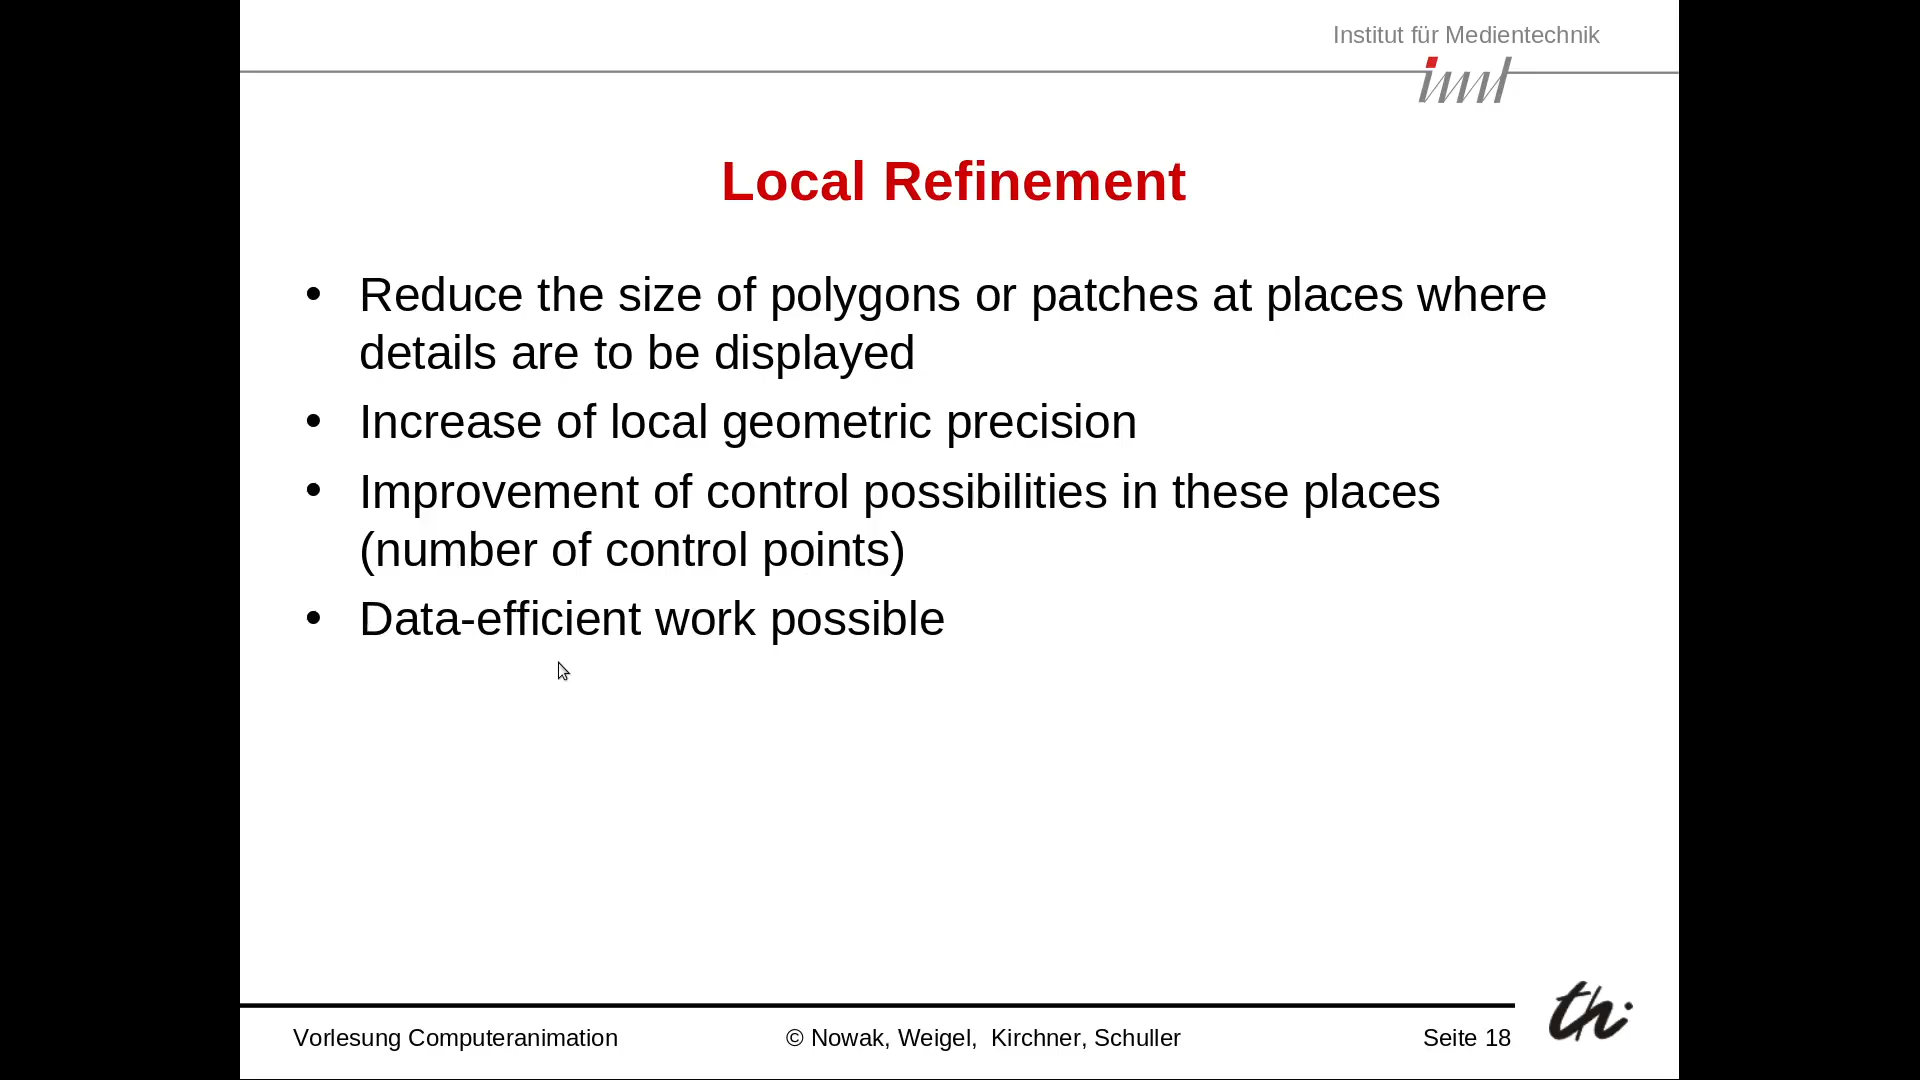 Institut für Medientechnik
imt
Local Refinement
• Reduce the size of polygons or patches at places where
details are to be displayed
• Increase of local geometric precision
• Improvement of control possibilities in these places
(number of control points)
• Data-efficient work possible
th
Vorlesung Computeranimation
© Nowak, Weigel, Kirchner, Schuller
Seite 18